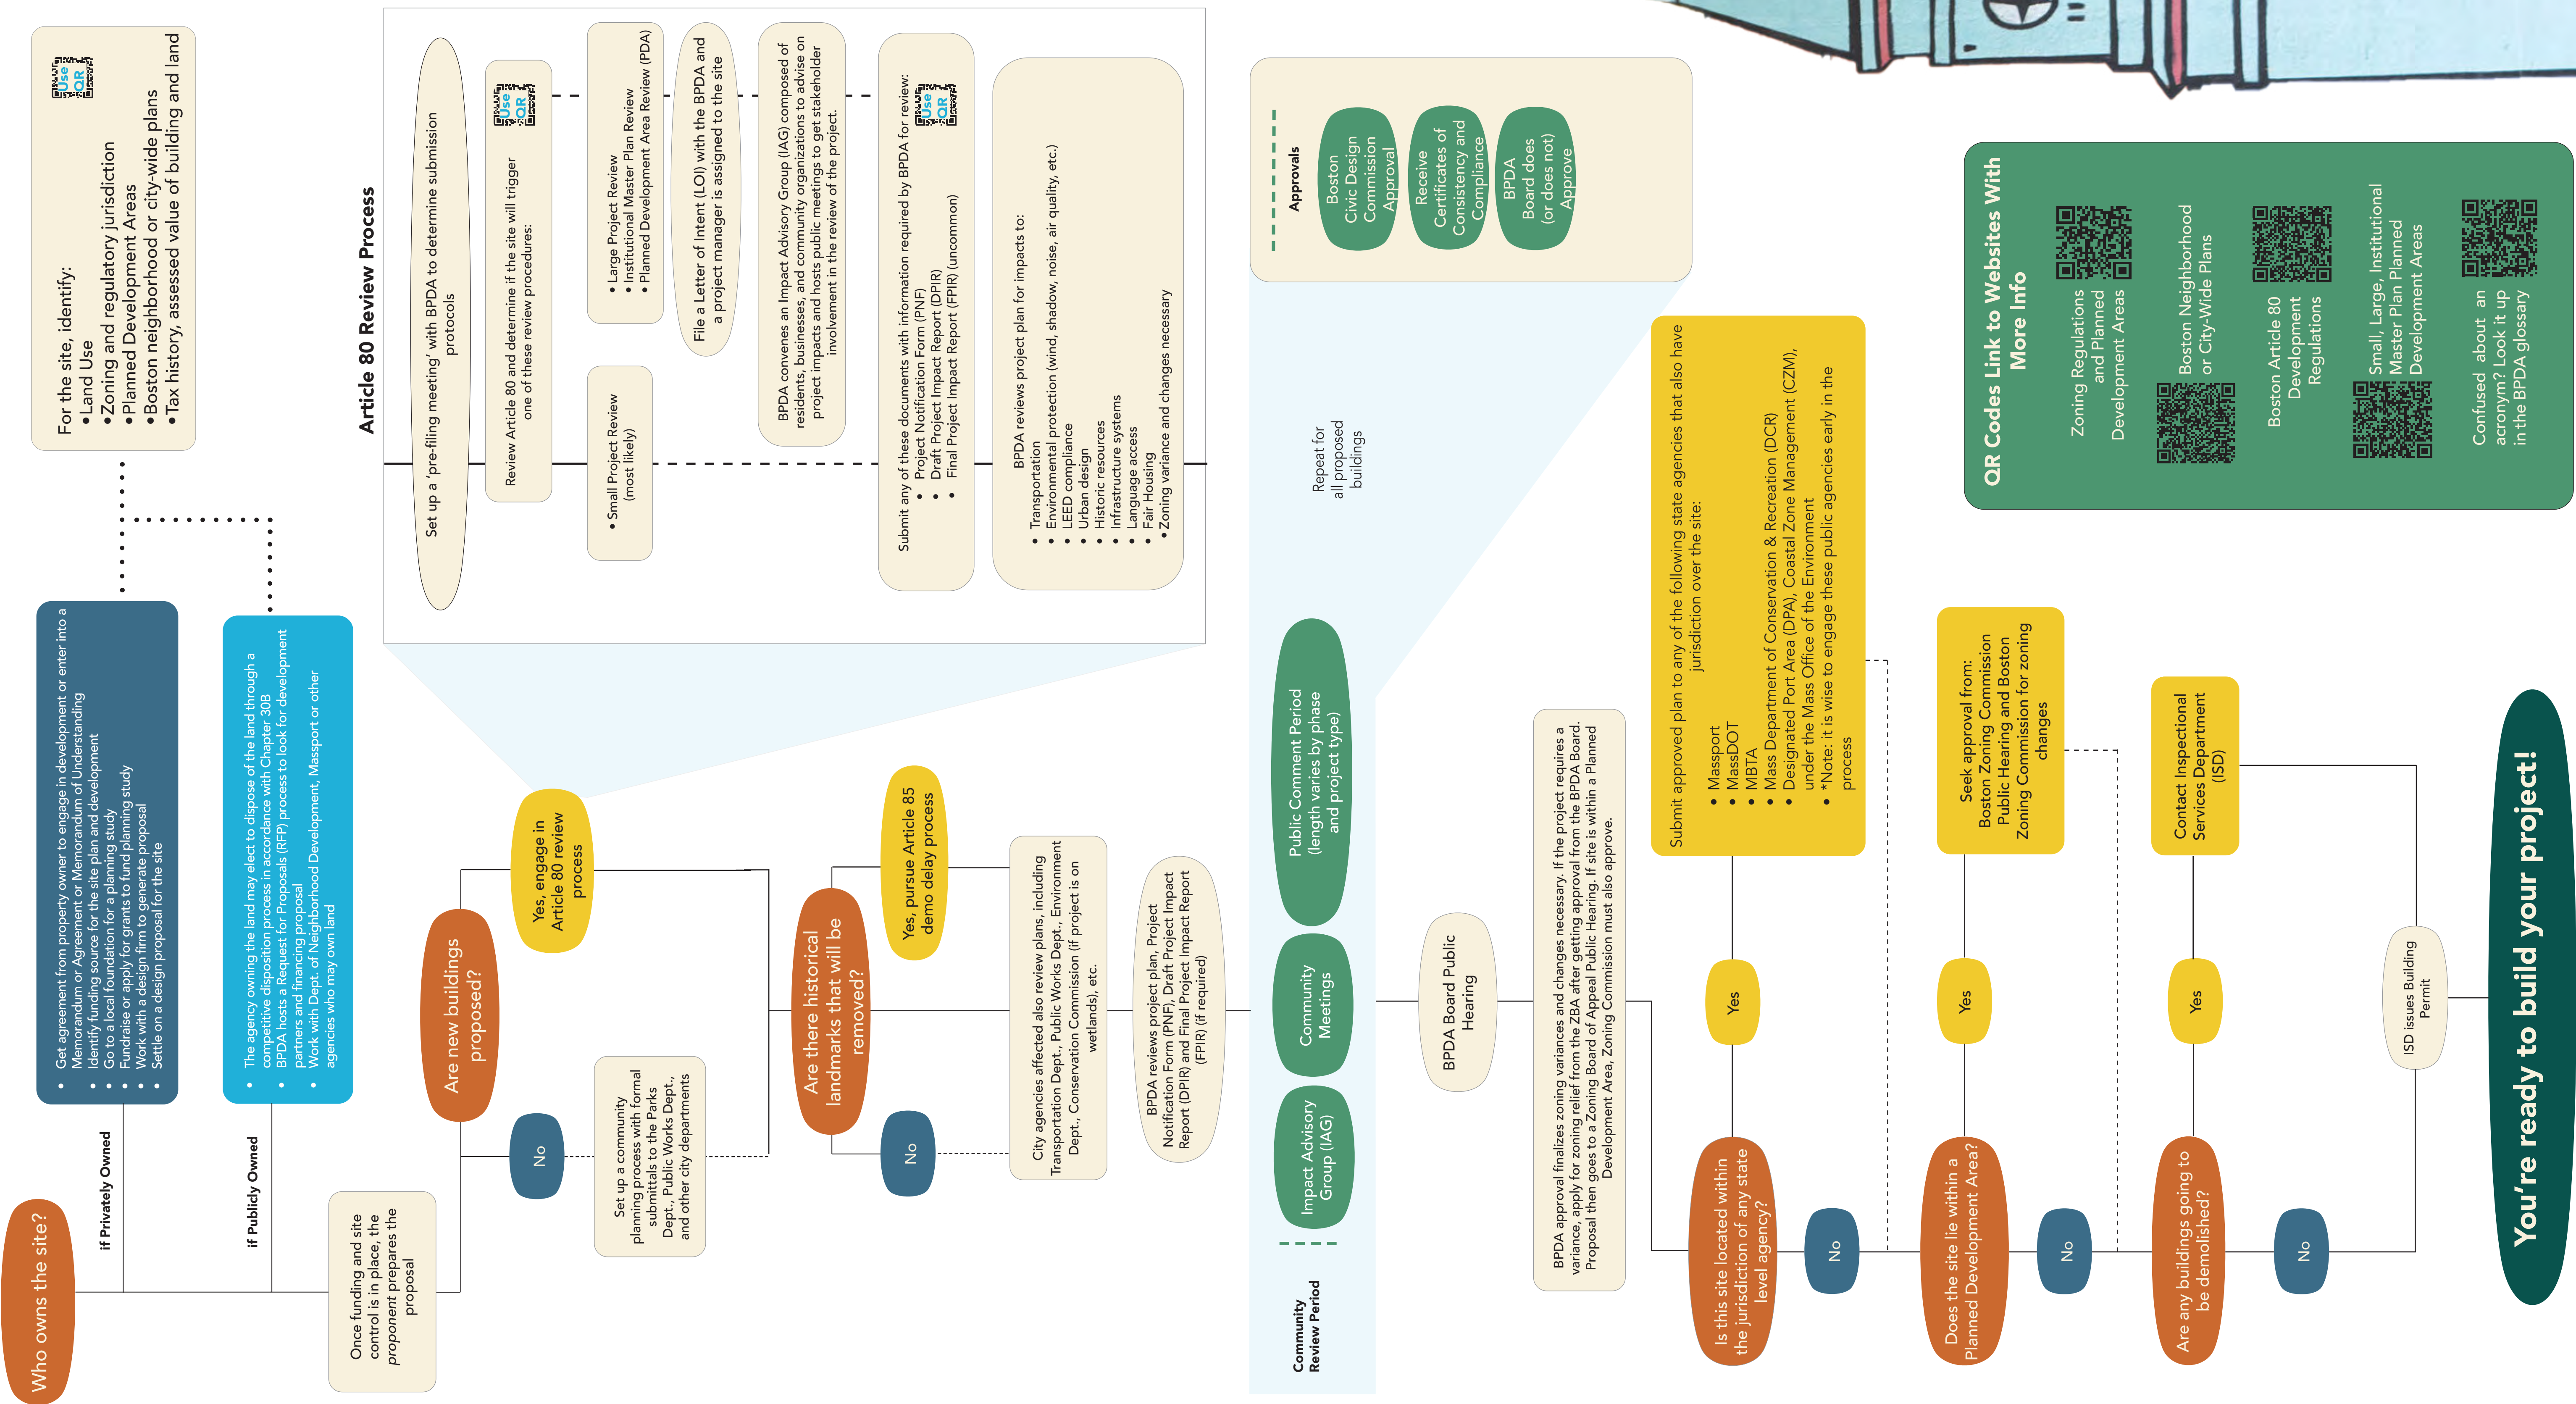 Who owns the site?
if Privately Owned
• Get agreement from property owner to engage in development or enter into a
Memorandum or Agreement or Memorandum of Understanding
• Identify funding source for the site plan and development
• Go to a local foundation for a planning study
• Fundraise or apply for grants to fund planning study
• Work with a design firm to generate proposal
• Settle on a design proposal for the site
For the site, identify:
•Land Use
•Zoning and regulatory jurisdiction
•Planned Development Areas
•Boston neighborhood or city-wide plans
•Tax history, assessed value of building and land
Use
QR
if Publicly Owned
• The agency owning the land may elect to dispose of the land through a
competitive disposition process in accordance with Chapter 30B
• BPDA hosts a Request for Proposals (RFP) process to look for development
partners and financing proposal
• Work with Dept. of Neighborhood Development, Massport or other
agencies who may own land
Once funding and site
control is in place, the
proponent prepares the
proposal
Are new buildings
proposed?
No
Set up a community
planning process with formal
submittals to the Parks
Dept., Public Works Dept.,
and other city departments
Yes, engage in
Article 80 review
process
Article 80 Review Process
Set up a ‘pre-filing meeting’ with BPDA to determine submission
protocols
Review Article 80 and determine if the site will trigger
one of these review procedures:
Use
QR
• Small Project Review
(most likely)
• Large Project Review
• Institutional Master Plan Review
• Planned Development Area Review (PDA)
File a Letter of Intent (LOI) with the BPDA and
a project manager is assigned to the site
BPDA convenes an Impact Advisory Group (IAG) composed of
residents, businesses, and community organizations to advise on
project impacts and hosts public meetings to get stakeholder
involvement in the review of the project.
Submit any of these documents with information required by BPDA for review:
• Project Notification Form (PNF)
• Draft Project Impact Report (DPIR)
• Final Project Impact Report (FPIR) (uncommon)
Use
QR
BPDA reviews project plan for impacts to:
• Transportation
• Environmental protection (wind, shadow, noise, air quality, etc.)
• LEED compliance
• Urban design
• Historic resources
• Infrastructure systems
• Language access
• Fair Housing
• Zoning variance and changes necessary
Are there historical
landmarks that will be
removed?
No
Yes, pursue Article 85
demo delay process
City agencies affected also review plans, including
Transportation Dept., Public Works Dept., Environment
Dept., Conservation Commission (if project is on
wetlands), etc.
BPDA reviews project plan, Project
Notification Form (PNF), Draft Project Impact
Report (DPIR) and Final Project Impact Report
(FPIR) (if required)
Community
Review Period
Impact Advisory
Group (IAG)
Community
Meetings
Public Comment Period
(length varies by phase
and project type)
Repeat for
all proposed
buildings
Approvals
Boston
Civic Design
Commission
Approval
Receive
Certificates of
Consistency and
Compliance
BPDA
Board does
(or does not)
Approve
BPDA Board Public
Hearing
BPDA approval finalizes zoning variances and changes necessary. If the project requires a
variance, apply for zoning relief from the ZBA after getting approval from the BPDA Board.
Proposal then goes to a Zoning Board of Appeal Public Hearing. If site is within a Planned
Development Area, Zoning Commission must also approve.
Is this site located within
the jurisdiction of any state
level agency?
Yes
No
Submit approved plan to any of the following state agencies that also have
jurisdiction over the site:
• Massport
• MassDOT
• MBTA
• Mass Department of Conservation & Recreation (DCR)
• Designated Port Area (DPA), Coastal Zone Management (CZM),
under the Mass Office of the Environment
• *Note: it is wise to engage these public agencies early in the
process
Does the site lie within a
Planned Development Area?
Yes
No
Seek approval from:
Boston Zoning Commission
Public Hearing and Boston
Zoning Commission for zoning
changes
Are any buildings going to
be demolished?
Yes
No
Contact Inspectional
Services Department
(ISD)
ISD issues Building
Permit
You’re ready to build your project!
QR Codes Link to Websites With
More Info
Zoning Regulations
and Planned
Development Areas
Boston Neighborhood
or City-Wide Plans
Boston Article 80
Development
Regulations
Small, Large, Institutional
Master Plan Planned
Development Areas
Confused about an
acronym? Look it up
in the BPDA glossary